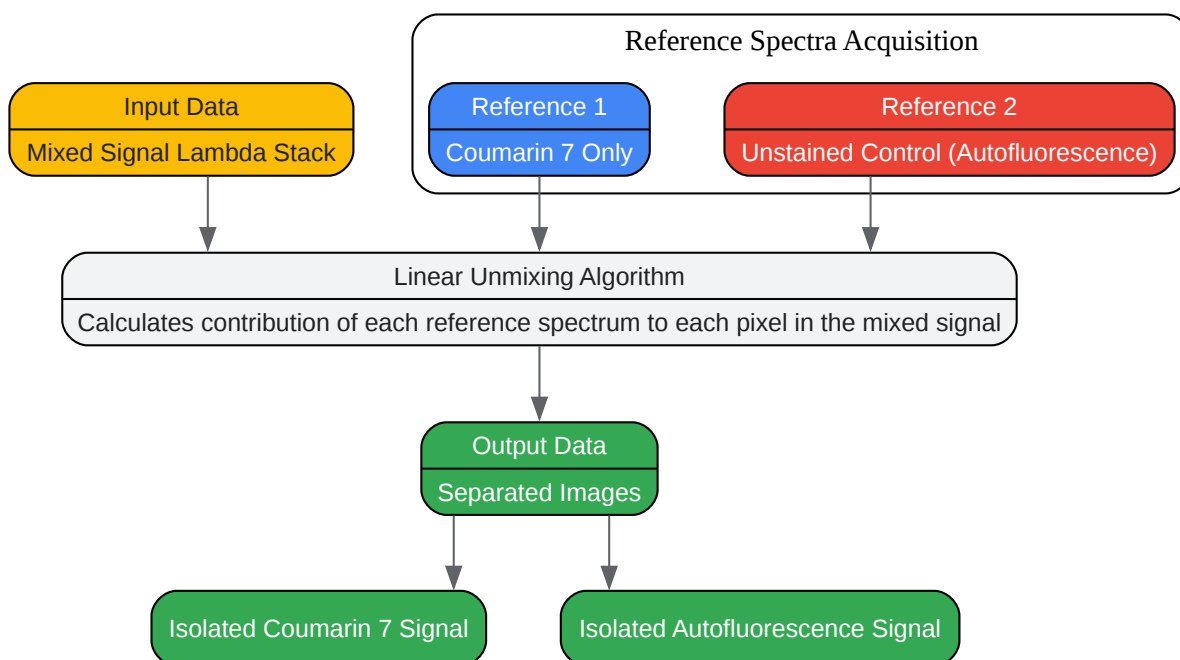 Reference Spectra Acquisition
Input Data
Mixed Signal Lambda Stack
Reference 1
Coumarin 7 Only
Reference 2
Unstained Control (Autofluorescence)
Linear Unmixing Algorithm
Calculates contribution of each reference spectrum to each pixel in the mixed signal
Output Data
Separated Images
Isolated Coumarin 7 Signal
Isolated Autofluorescence Signal